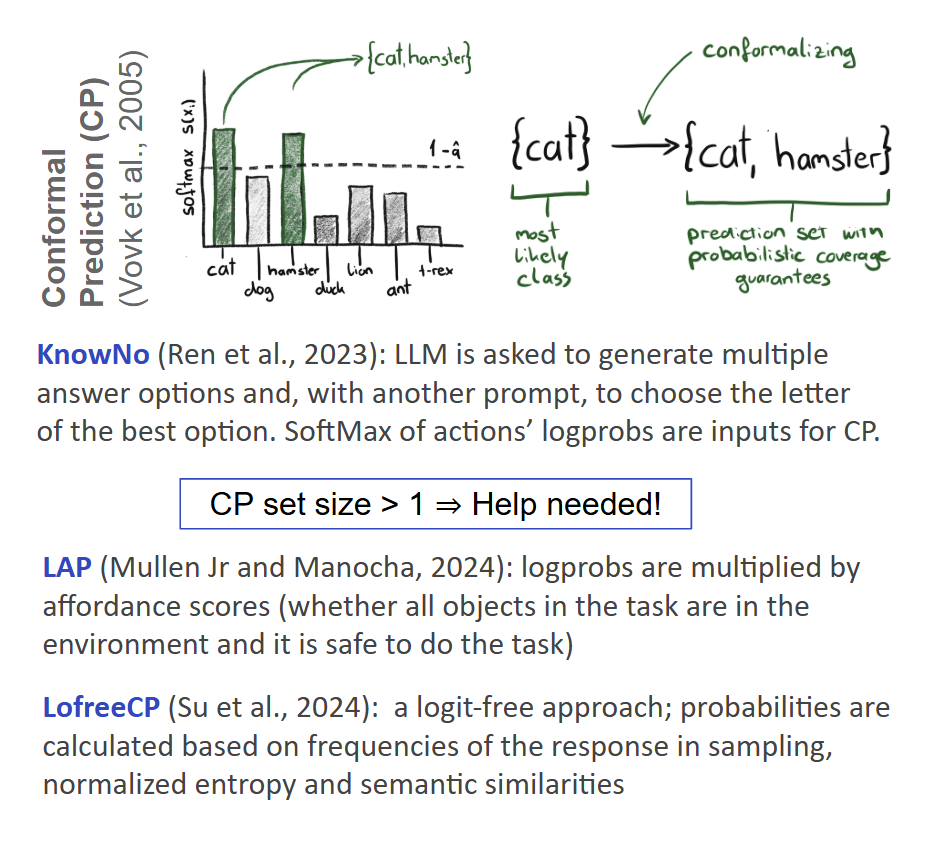 Conformal
Prediction (CP)
(Vovk et al., 2005)
softmax s(xᵢ)
{cat, hamster}
1-q̂
cat
dog
hamster
duck
lion
ant
t-rex
conformalizing
{cat} → {cat, hamster}
most
likely
class
prediction set with
probabilistic coverage
guarantees
KnowNo (Ren et al., 2023): LLM is asked to generate multiple
answer options and, with another prompt, to choose the letter
of the best option. SoftMax of actions’ logprobs are inputs for CP.
CP set size > 1 ⇒ Help needed!
LAP (Mullen Jr and Manocha, 2024): logprobs are multiplied by
affordance scores (whether all objects in the task are in the
environment and it is safe to do the task)
LofreeCP (Su et al., 2024): a logit-free approach; probabilities are
calculated based on frequencies of the response in sampling,
normalized entropy and semantic similarities